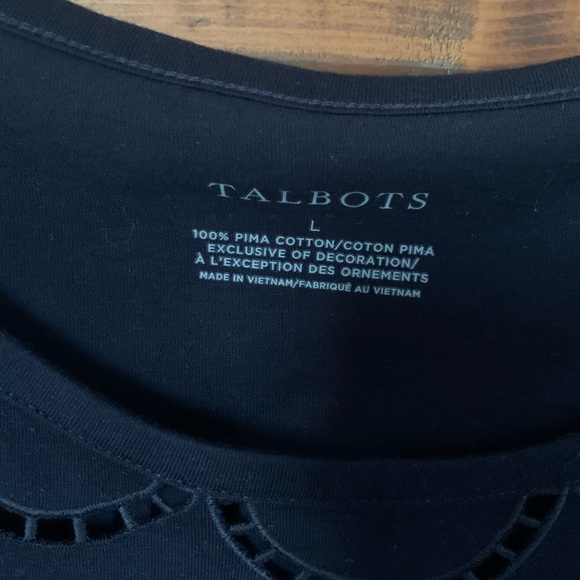 TALBOTS
L
100% PIMA COTTON/COTON PIMA
EXCLUSIVE OF DECORATION/
À L'EXCEPTION DES ORNEMENTS
MADE IN VIETNAM/FABRIQUÉ AU VIETNAM